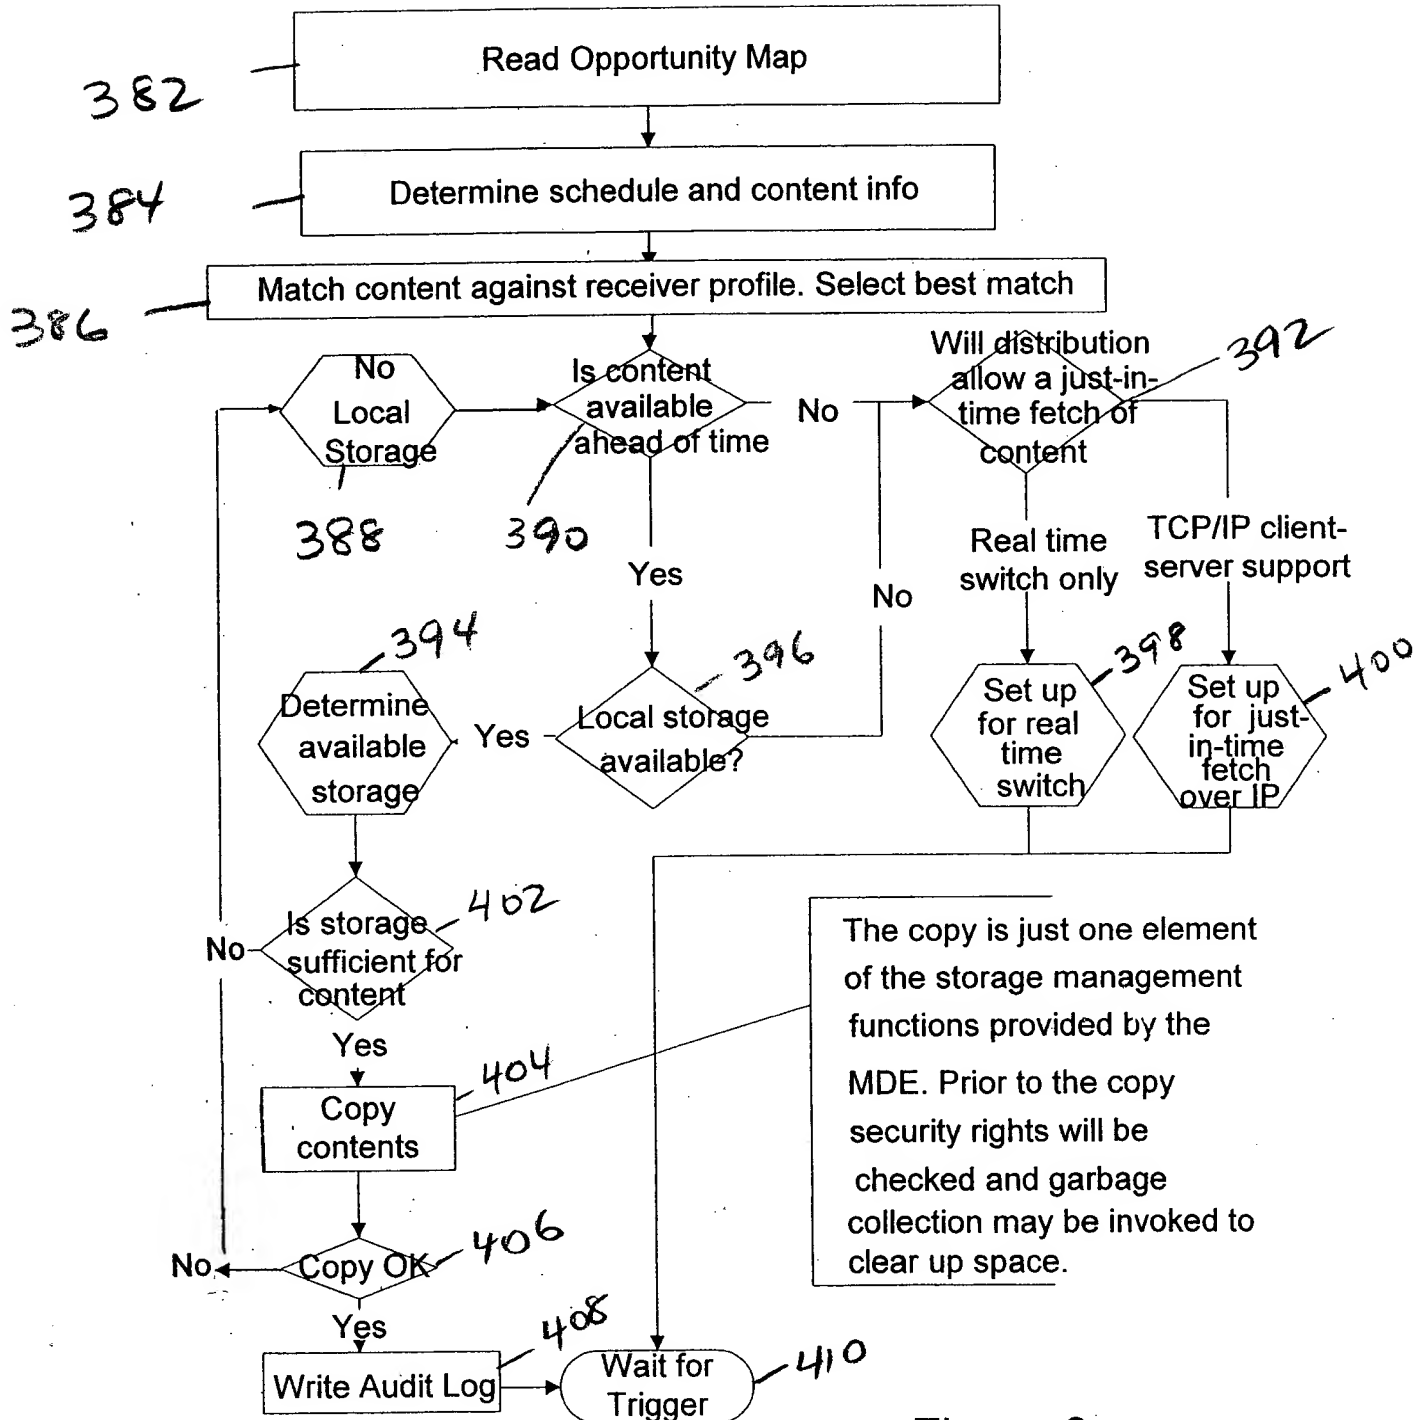 Read Opportunity Map
382
Determine schedule and content info
384
Match content against receiver profile. Select best match
386
No
Local
Storage
388
Is content
available
ahead of time
390
No
Will distribution
allow a just-in-
time fetch of
content
392
Yes
No
Real time
switch only
TCP/IP client-
server support
394
Determine
available
storage
Yes
Local storage
available?
396
Set up
for real
time
switch
398
Set up
for just-
in-time
fetch
over IP
400
No
Is storage
sufficient for
content
402
Yes
Copy
contents
404
The copy is just one element
of the storage management
functions provided by the
MDE. Prior to the copy
security rights will be
checked and garbage
collection may be invoked to
clear up space.
No
Copy OK
406
Yes
Write Audit Log
408
Wait for
Trigger
410